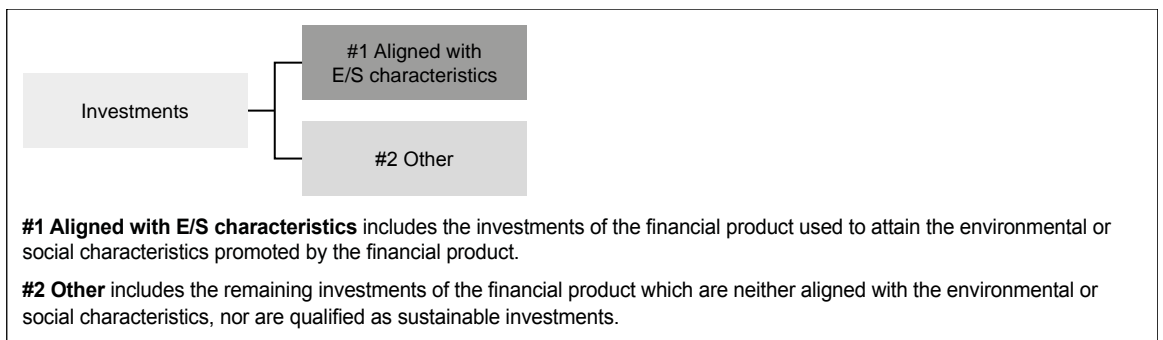 #1 Aligned with
E/S characteristics
Investments
#2 Other
#1 Aligned with E/S characteristics includes the investments of the financial product used to attain the environmental or
social characteristics promoted by the financial product.
#2 Other includes the remaining investments of the financial product which are neither aligned with the environmental or
social characteristics, nor are qualified as sustainable investments.